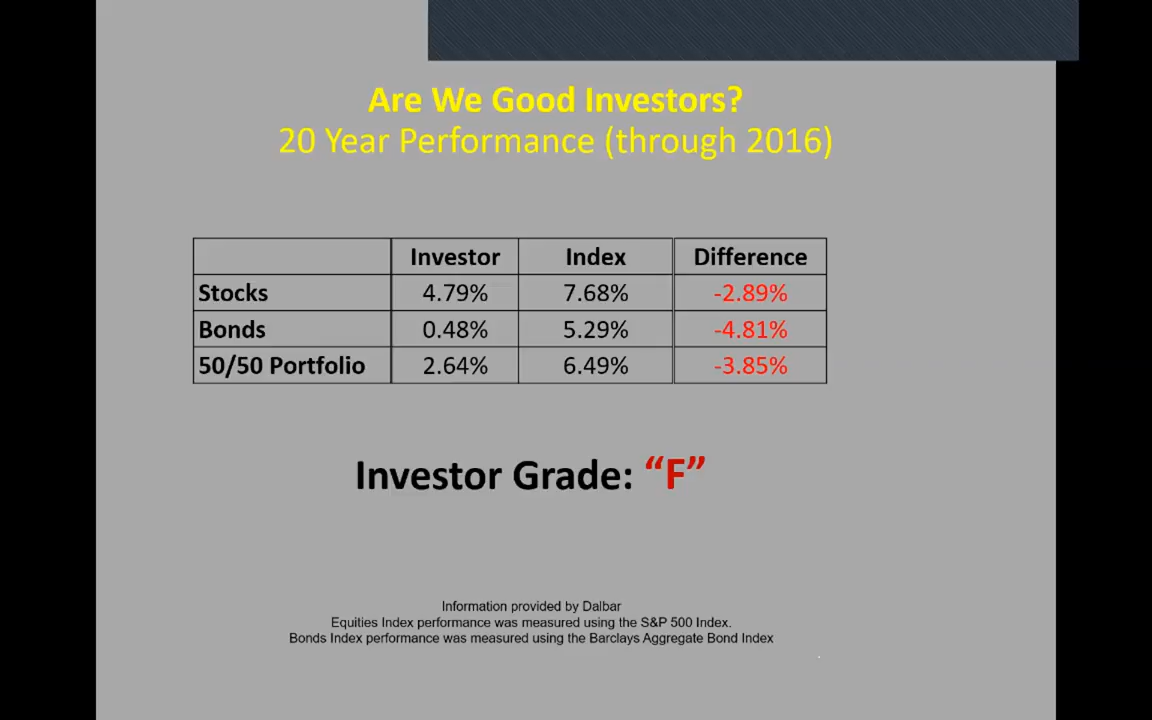 Are We Good Investors?
20 Year Performance (through 2016)
Investor Index Difference
Stocks 4.79% 7.68% -2.89%
Bonds 0.48% 5.29% -4.81%
50/50 Portfolio 2.64% 6.49% -3.85%
Investor Grade: “F”
Information provided by Dalbar
Equities Index performance was measured using the S&P 500 Index.
Bonds Index performance was measured using the Barclays Aggregate Bond Index